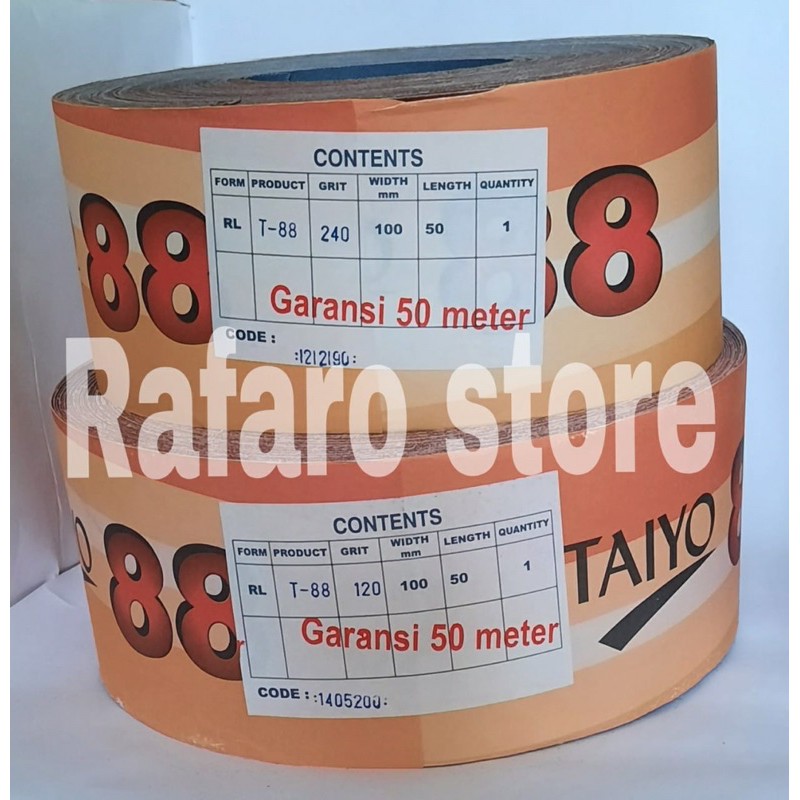 CONTENTS
FORM PRODUCT GRIT WIDTH mm LENGTH QUANTITY
RL T-88 240 100 50 1
Garansi 50 meter
CODE :
:1212190:
88
88
Rafaro store
CONTENTS
FORM PRODUCT GRIT WIDTH mm LENGTH QUANTITY
RL T-88 120 100 50 1
Garansi 50 meter
CODE : :1405200:
88
TAIYO
8